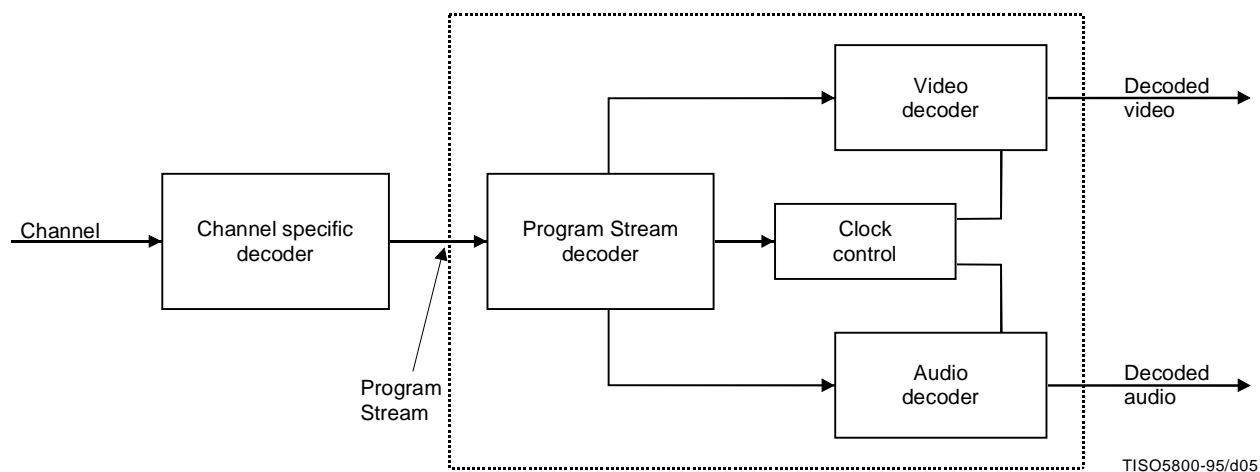 Channel
Channel specific
decoder
Program
Stream
Program Stream
decoder
Clock
control
Video
decoder
Decoded
video
Audio
decoder
Decoded
audio
TISO5800-95/d05